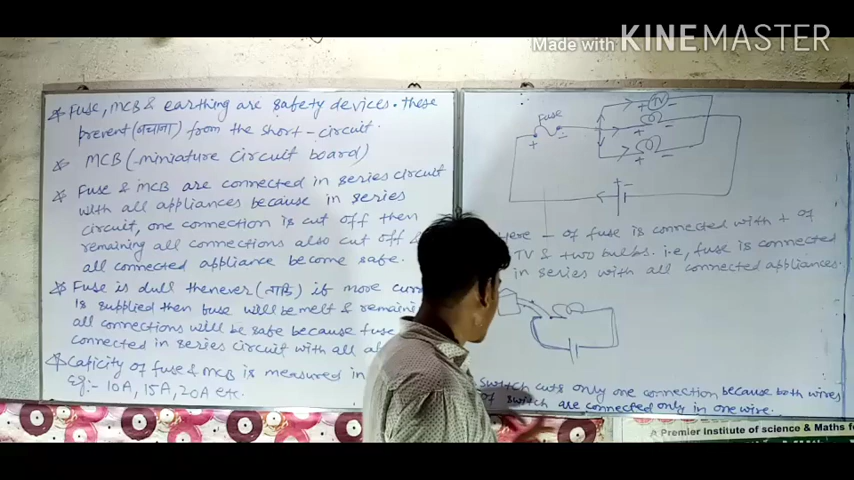 Made with KINEMASTER
* Fuse, MCB & earthing are safety devices. These
prevent (बचाना) from the short-circuit.
* MCB (miniature circuit board)
* Fuse & MCB are connected in series circuit
with all appliances because in series
circuit, one connection is cut off then
remaining all connections also cut off &
all connected appliance become safe.
* Fuse is dull thenever if more curr
is supplied then fuse will be melt & remaini
all connections will be safe because fuse
connected in series circuit with all a
* Capicity of fuse & MCB is measured in
Eg:- 10A, 15A, 20A etc.
Fuse
TV
+ -
+ -
+ -
+ -
+ -
Here - of fuse is connected with + of
TV & two bulbs. i.e, fuse is connected
in series with all connected appliances.
switch cuts only one connection because both wires
of switch are connected only in one wire.
A Premier Institute of science & Maths fo